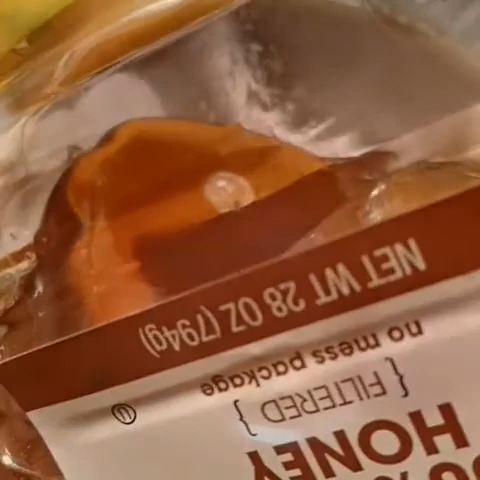 HONEY
{ FILTERED }
no mess package
U
NET WT 28 OZ (794g)